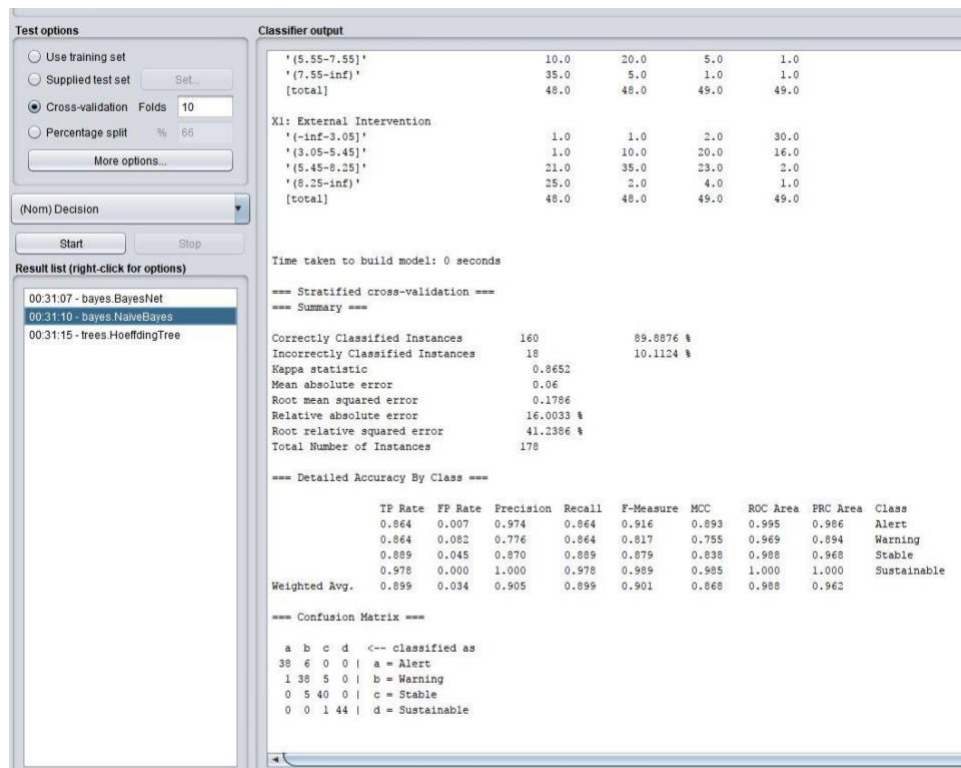 Test options
Use training set
Supplied test set Set...
Cross-validation Folds 10
Percentage split % 66
More options...
(Nom) Decision
Start Stop
Result list (right-click for options)
00:31:07 - bayes.BayesNet
00:31:10 - bayes.NaiveBayes
00:31:15 - trees.HoeffdingTree
Classifier output
'(5.55-7.55]' 10.0 20.0 5.0 1.0
'(7.55-inf)' 35.0 5.0 1.0 1.0
[total] 48.0 48.0 49.0 49.0
X1: External Intervention
'(-inf-3.05]' 1.0 1.0 2.0 30.0
'(3.05-5.45]' 1.0 10.0 20.0 16.0
'(5.45-8.25]' 21.0 35.0 23.0 2.0
'(8.25-inf)' 25.0 2.0 4.0 1.0
[total] 48.0 48.0 49.0 49.0
Time taken to build model: 0 seconds
=== Stratified cross-validation ===
=== Summary ===
Correctly Classified Instances 160 89.8876 %
Incorrectly Classified Instances 18 10.1124 %
Kappa statistic 0.8652
Mean absolute error 0.06
Root mean squared error 0.1786
Relative absolute error 16.0033 %
Root relative squared error 41.2386 %
Total Number of Instances 178
=== Detailed Accuracy By Class ===
TP Rate FP Rate Precision Recall F-Measure MCC ROC Area PRC Area Class
0.864 0.007 0.974 0.864 0.916 0.893 0.995 0.986 Alert
0.864 0.082 0.776 0.864 0.817 0.755 0.969 0.894 Warning
0.889 0.045 0.870 0.889 0.879 0.838 0.988 0.968 Stable
0.978 0.000 1.000 0.978 0.989 0.985 1.000 1.000 Sustainable
Weighted Avg. 0.899 0.034 0.905 0.899 0.901 0.868 0.988 0.962
=== Confusion Matrix ===
a b c d <-- classified as
38 6 0 0 | a = Alert
1 38 5 0 | b = Warning
0 5 40 0 | c = Stable
0 0 1 44 | d = Sustainable